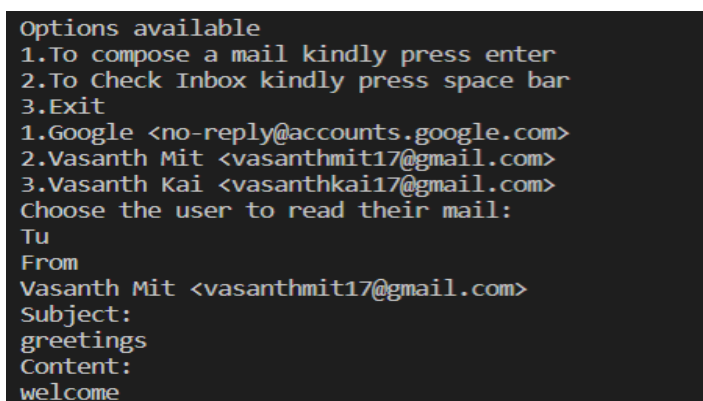 Options available
1.To compose a mail kindly press enter
2.To Check Inbox kindly press space bar
3.Exit
1.Google <no-reply@accounts.google.com>
2.Vasanth Mit <vasanthmit17@gmail.com>
3.Vasanth Kai <vasanthkai17@gmail.com>
Choose the user to read their mail:
Tu
From
Vasanth Mit <vasanthmit17@gmail.com>
Subject:
greetings
Content:
welcome